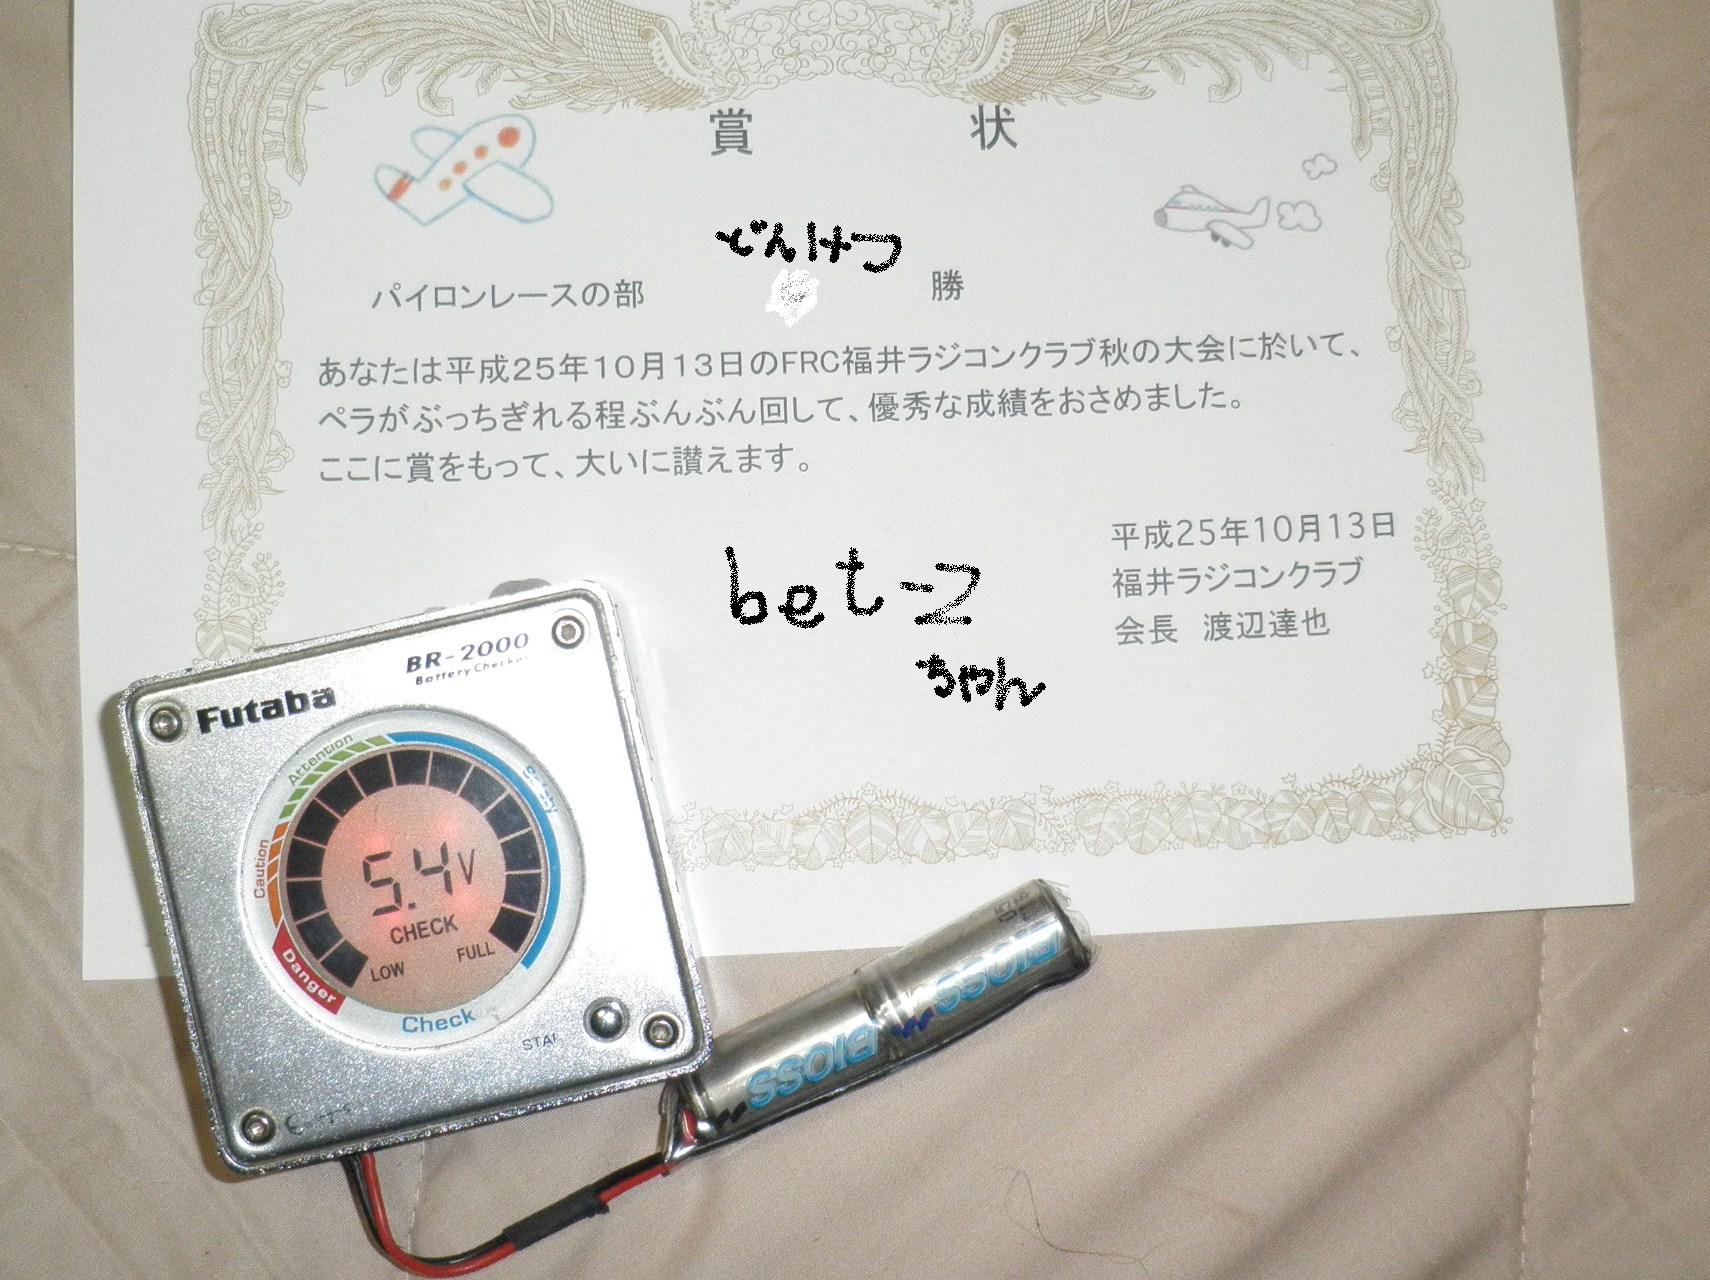 賞 状
どんけつ
パイロンレースの部 勝
あなたは平成25年10月13日のFRC福井ラジコンクラブ秋の大会に於いて、
ペラがぶっちぎれる程ぶんぶん回して、優秀な成績をおさめました。
ここに賞をもって、大いに讃えます。
平成25年10月13日
福井ラジコンクラブ
会長 渡辺達也
bet-2
ちゃん
BR-2000
Battery Checker
Futaba
Attention
Caution
Danger
5.4V
CHECK
LOW
FULL
Check
BIOSS
BIOSS